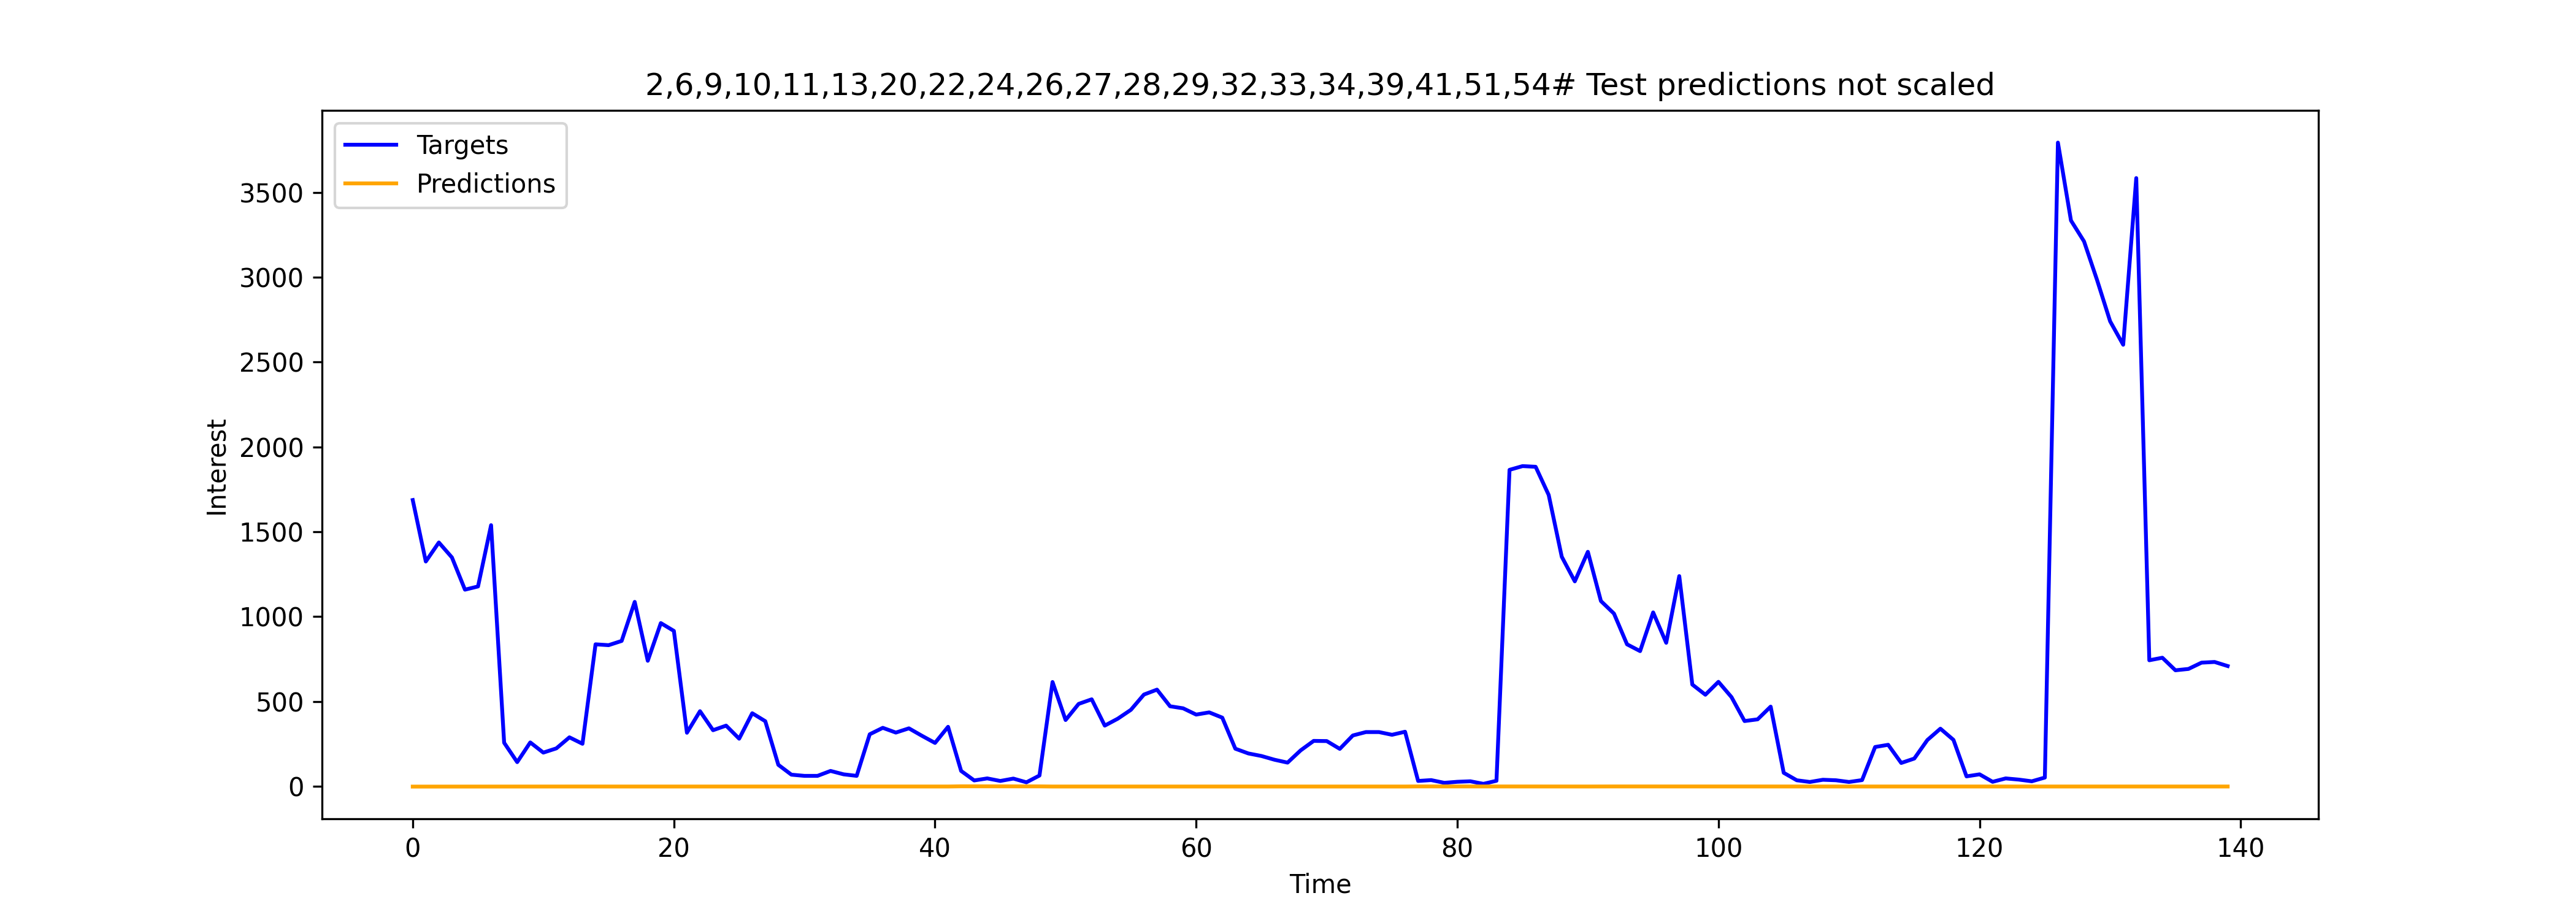 2,6,9,10,11,13,20,22,24,26,27,28,29,32,33,34,39,41,51,54# Test predictions not scaled
Targets
Predictions
3500
3000
2500
2000
1500
1000
500
0
Interest
0 20 40 60 80 100 120 140
Time